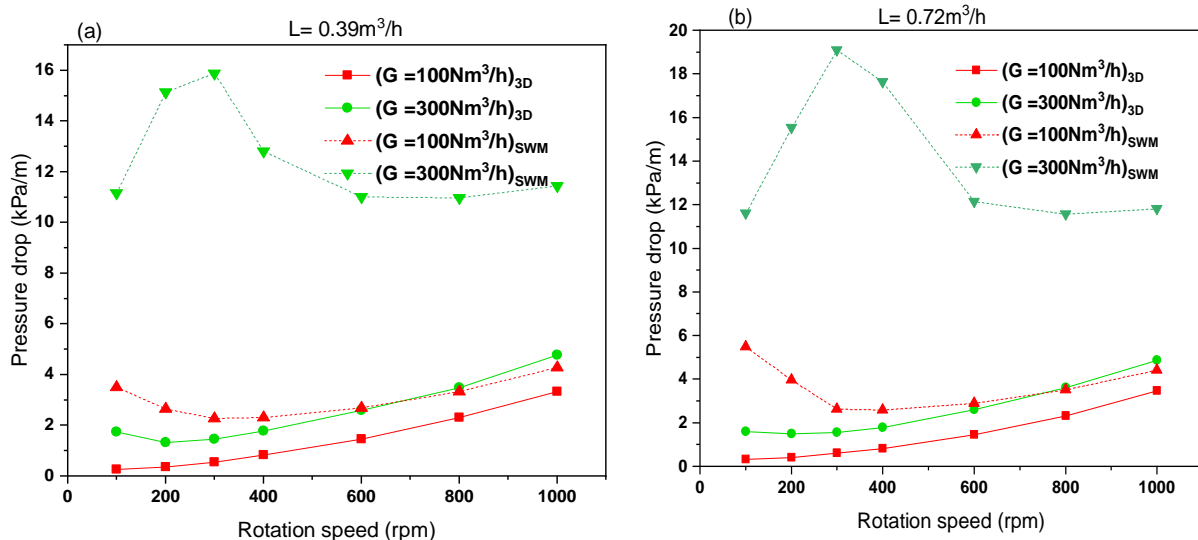 (a)
L= 0.39m³/h
(G =100Nm³/h)3D
(G =300Nm³/h)3D
(G =100Nm³/h)SWM
(G =300Nm³/h)SWM
16
14
12
10
8
6
4
2
0
Pressure drop (kPa/m)
0 200 400 600 800 1000
Rotation speed (rpm)
(b)
L= 0.72m³/h
(G =100Nm³/h)3D
(G =300Nm³/h)3D
(G =100Nm³/h)SWM
(G =300Nm³/h)SWM
20
18
16
14
12
10
8
6
4
2
0
Pressure drop (kPa/m)
0 200 400 600 800 1000
Rotation speed (rpm)